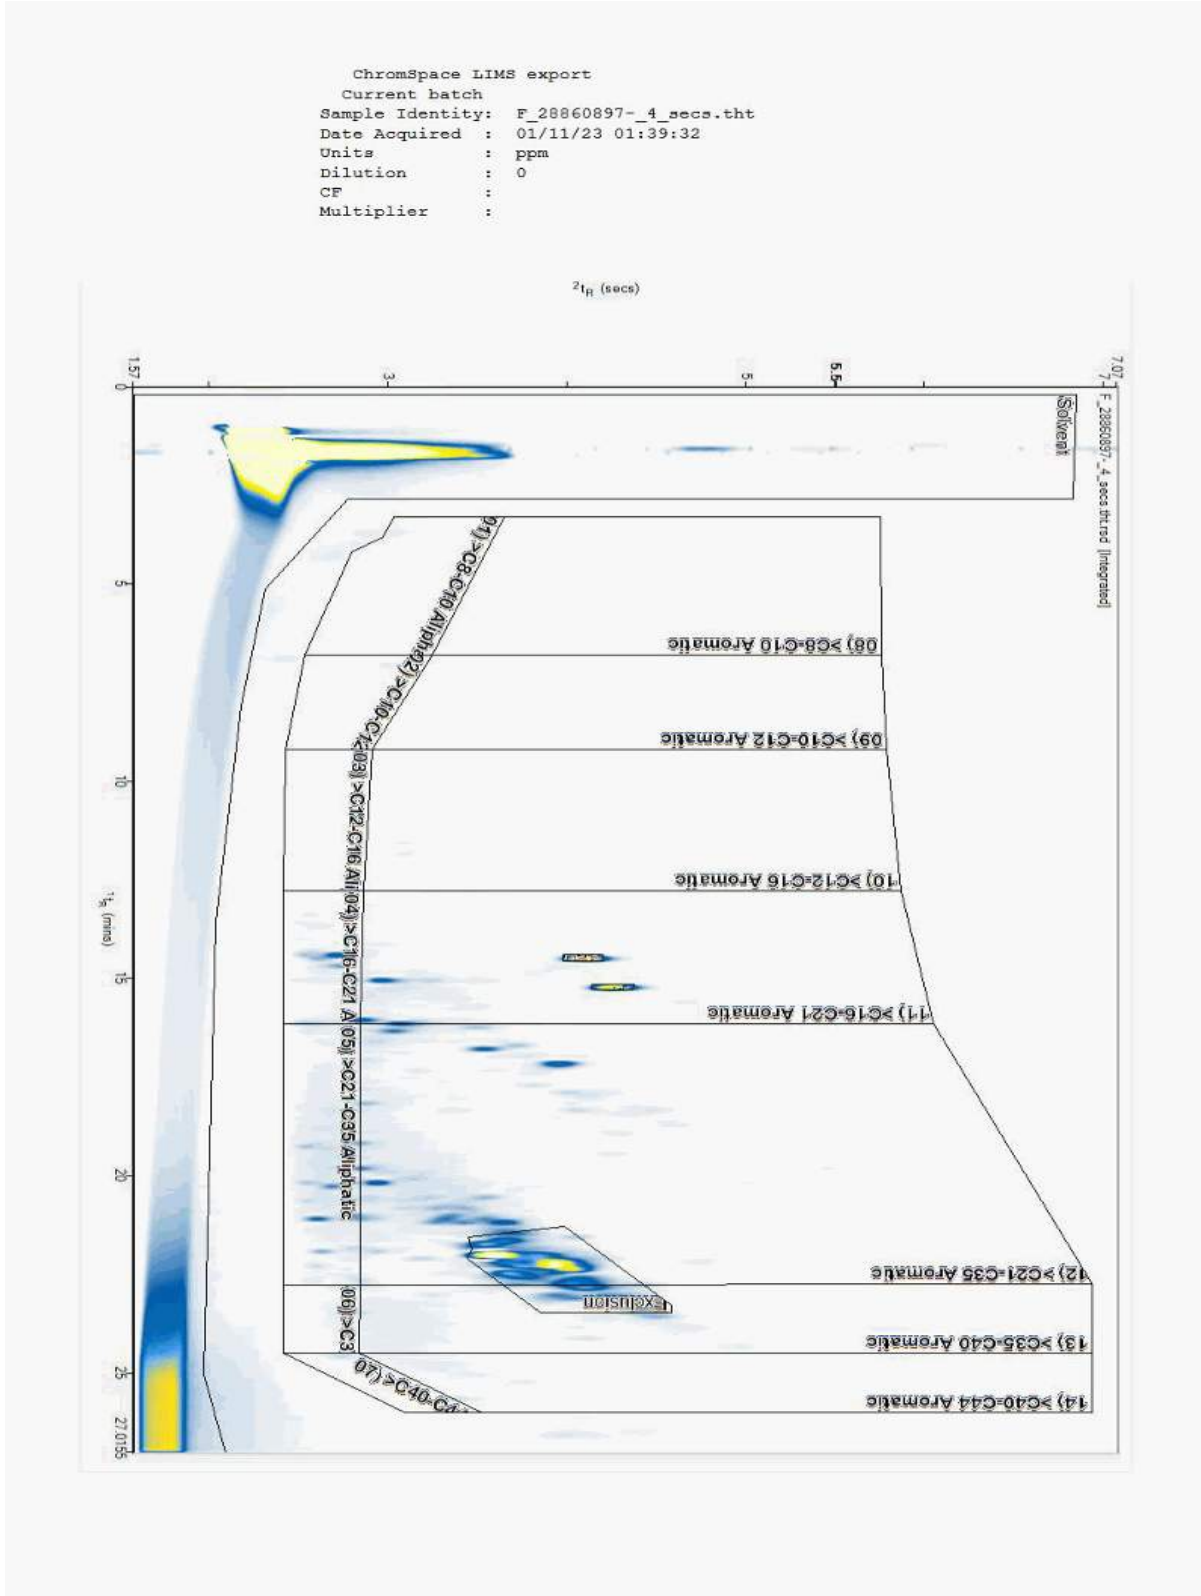 ChromSpace LIMS export
Current batch
Sample Identity: F_28860897-_4_secs.tht
Date Acquired : 01/11/23 01:39:32
Units : ppm
Dilution : 0
CF :
Multiplier :
²tR (secs)
1.57
3
5
5.5
7
7.07
F_28860897-_4_secs.tht.rsd [Integrated]
Solvent
0
5
10
15
20
25
27.0155
¹tR (mins)
01) >C8-C10 Alipha
02) >C10-C12
03) >C12-C16 Ali
04) >C16-C21 A
05) >C21-C35 Aliphatic
06) >C3
07) >C40-C4
08) >C8-C10 Aromatic
09) >C10-C12 Aromatic
10) >C12-C16 Aromatic
11) >C16-C21 Aromatic
12) >C21-C35 Aromatic
Exclusion
13) >C35-C40 Aromatic
14) >C40-C44 Aromatic